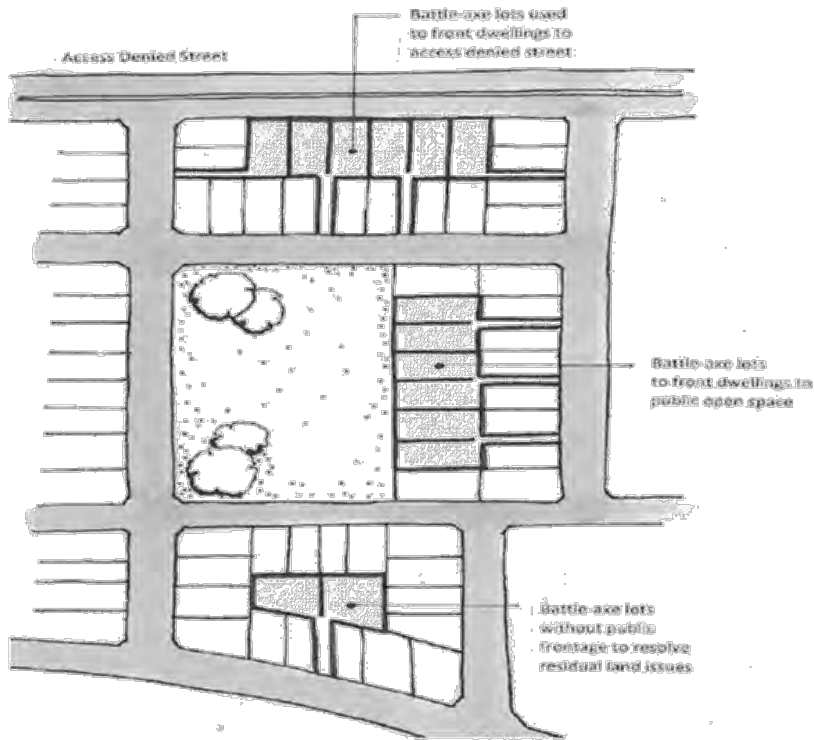 Battle-axe lots used
to front dwellings to
access denied street
Access Denied Street
Battle-axe lots
to front dwellings to
public open space
Battle-axe lots
without public
frontage to resolve
residual land issues